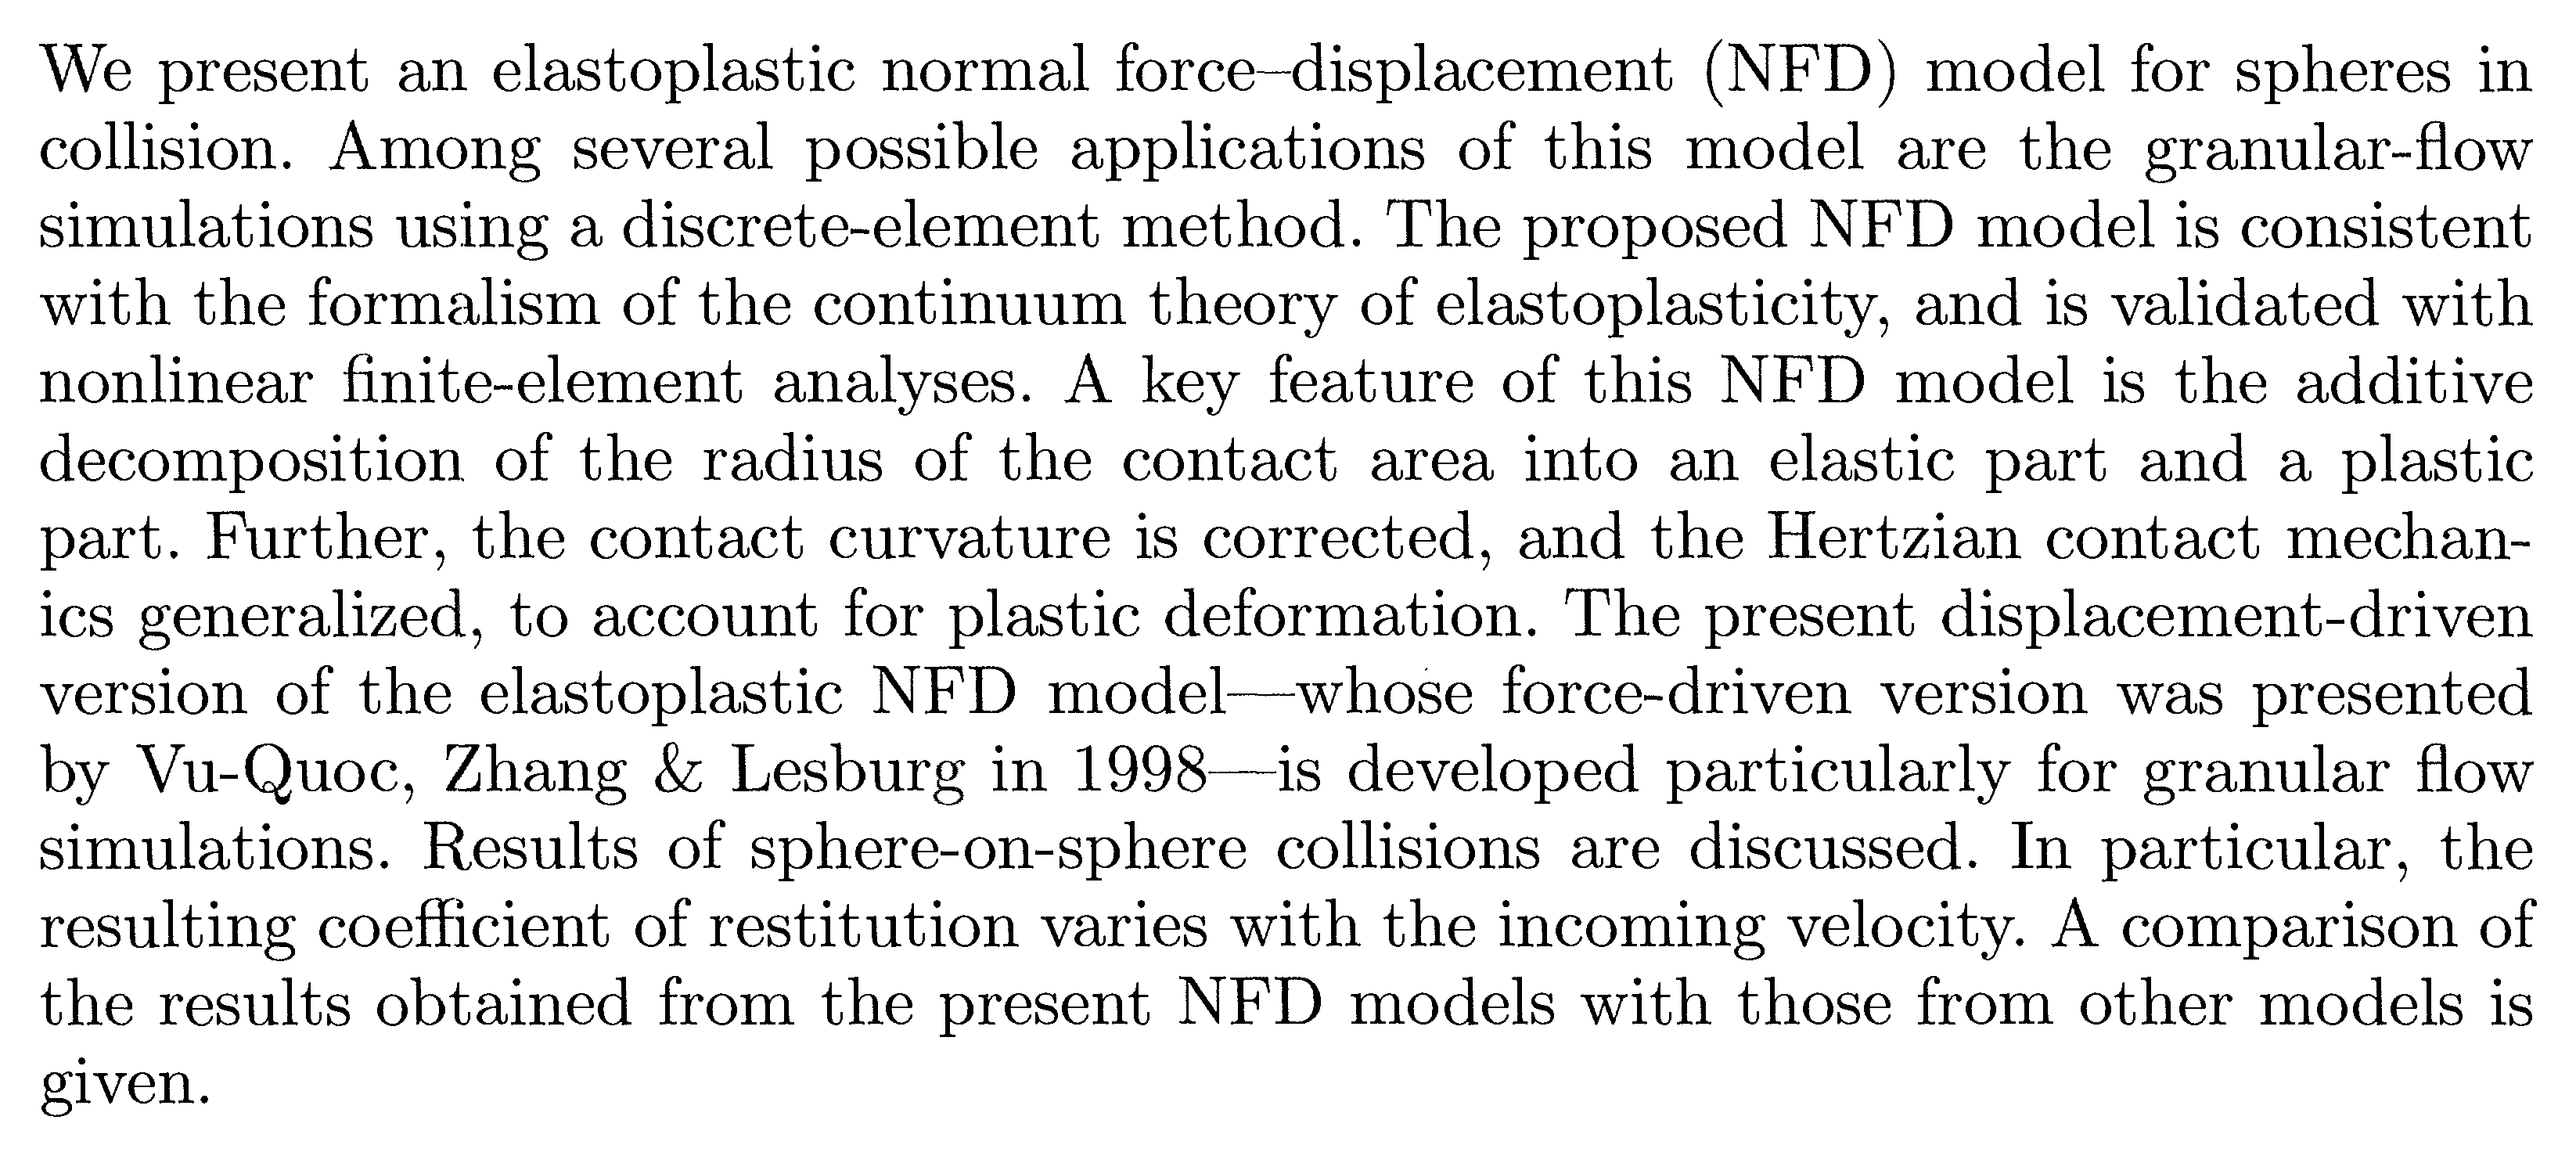 We present an elastoplastic normal force–displacement (NFD) model for spheres in
collision. Among several possible applications of this model are the granular-flow
simulations using a discrete-element method. The proposed NFD model is consistent
with the formalism of the continuum theory of elastoplasticity, and is validated with
nonlinear finite-element analyses. A key feature of this NFD model is the additive
decomposition of the radius of the contact area into an elastic part and a plastic
part. Further, the contact curvature is corrected, and the Hertzian contact mechan-
ics generalized, to account for plastic deformation. The present displacement-driven
version of the elastoplastic NFD model—whose force-driven version was presented
by Vu-Quoc, Zhang & Lesburg in 1998—is developed particularly for granular flow
simulations. Results of sphere-on-sphere collisions are discussed. In particular, the
resulting coefficient of restitution varies with the incoming velocity. A comparison of
the results obtained from the present NFD models with those from other models is
given.